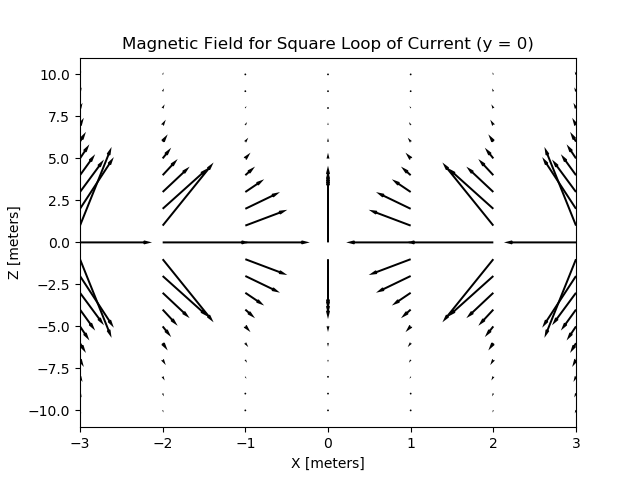 Magnetic Field for Square Loop of Current (y = 0)
10.0
7.5
5.0
2.5
0.0
−2.5
−5.0
−7.5
−10.0
Z [meters]
−3 −2 −1 0 1 2 3
X [meters]